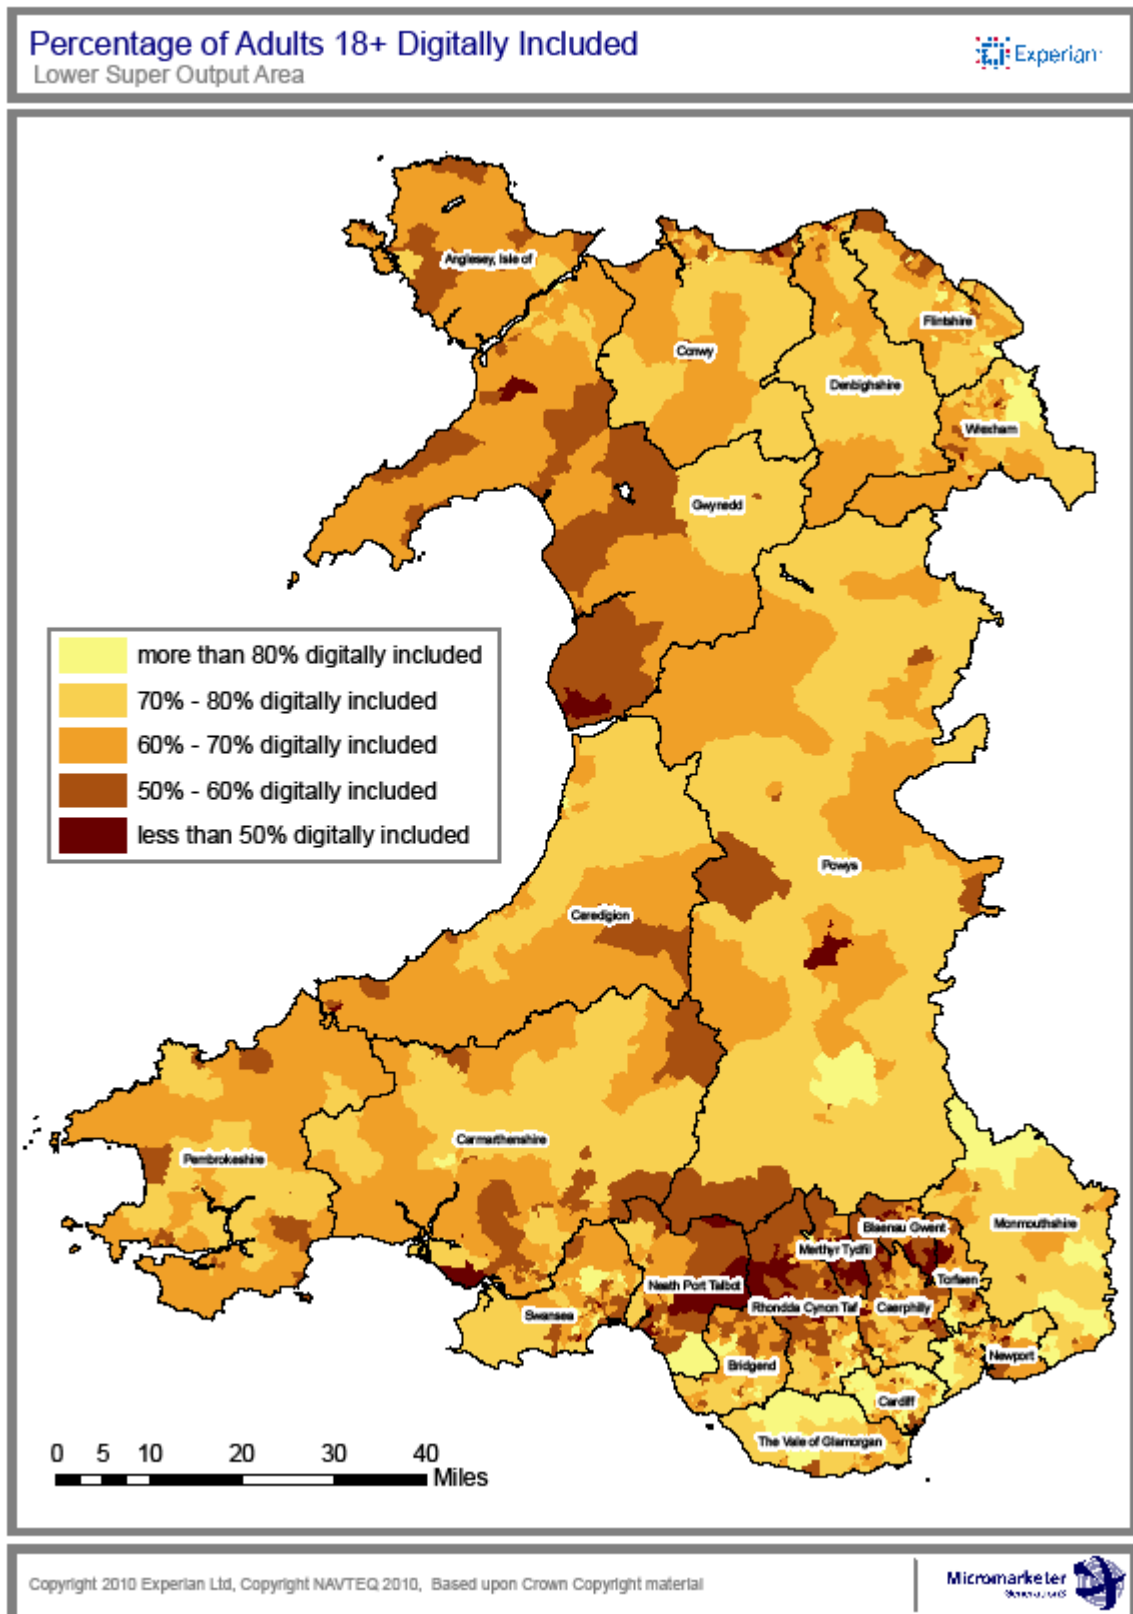 Percentage of Adults 18+ Digitally Included
Lower Super Output Area
Experian
Anglesey, Isle of
Conwy
Flintshire
Denbighshire
Wrexham
Gwynedd
more than 80% digitally included
70% - 80% digitally included
60% - 70% digitally included
50% - 60% digitally included
less than 50% digitally included
Powys
Ceredigion
Carmarthenshire
Pembrokeshire
Monmouthshire
Blaenau Gwent
Merthyr Tydfil
Torfaen
Neath Port Talbot
Rhondda Cynon Taf
Caerphilly
Swansea
Newport
Bridgend
Cardiff
The Vale of Glamorgan
0 5 10 20 30 40
Miles
Copyright 2010 Experian Ltd, Copyright NAVTEQ 2010, Based upon Crown Copyright material
Micromarketer
Generation3